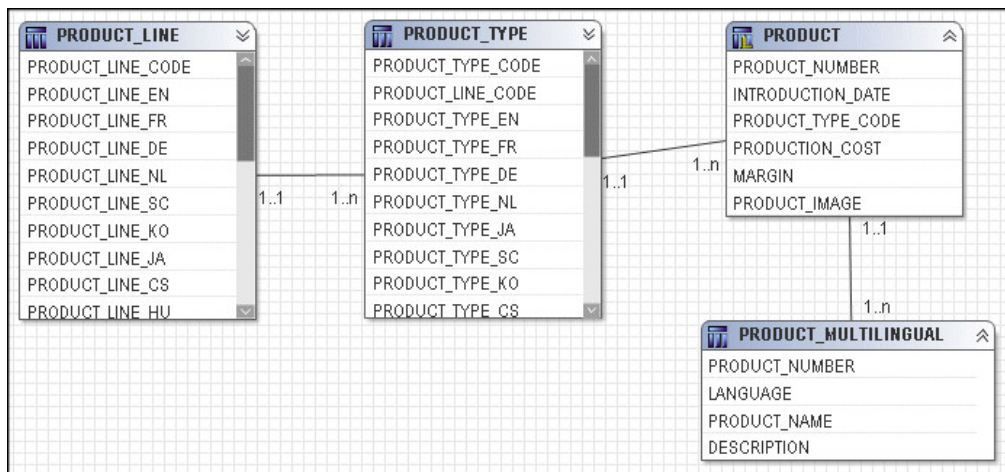 PRODUCT_LINE
PRODUCT_LINE_CODE
PRODUCT_LINE_EN
PRODUCT_LINE_FR
PRODUCT_LINE_DE
PRODUCT_LINE_NL
PRODUCT_LINE_SC
PRODUCT_LINE_KO
PRODUCT_LINE_JA
PRODUCT_LINE_CS
PRODUCT_LINE_HU
1..1
1..n
PRODUCT_TYPE
PRODUCT_TYPE_CODE
PRODUCT_LINE_CODE
PRODUCT_TYPE_EN
PRODUCT_TYPE_FR
PRODUCT_TYPE_DE
PRODUCT_TYPE_NL
PRODUCT_TYPE_JA
PRODUCT_TYPE_SC
PRODUCT_TYPE_KO
PRODUCT_TYPE_CS
1..1
1..n
PRODUCT
PRODUCT_NUMBER
INTRODUCTION_DATE
PRODUCT_TYPE_CODE
PRODUCTION_COST
MARGIN
PRODUCT_IMAGE
1..1
1..n
PRODUCT_MULTILINGUAL
PRODUCT_NUMBER
LANGUAGE
PRODUCT_NAME
DESCRIPTION